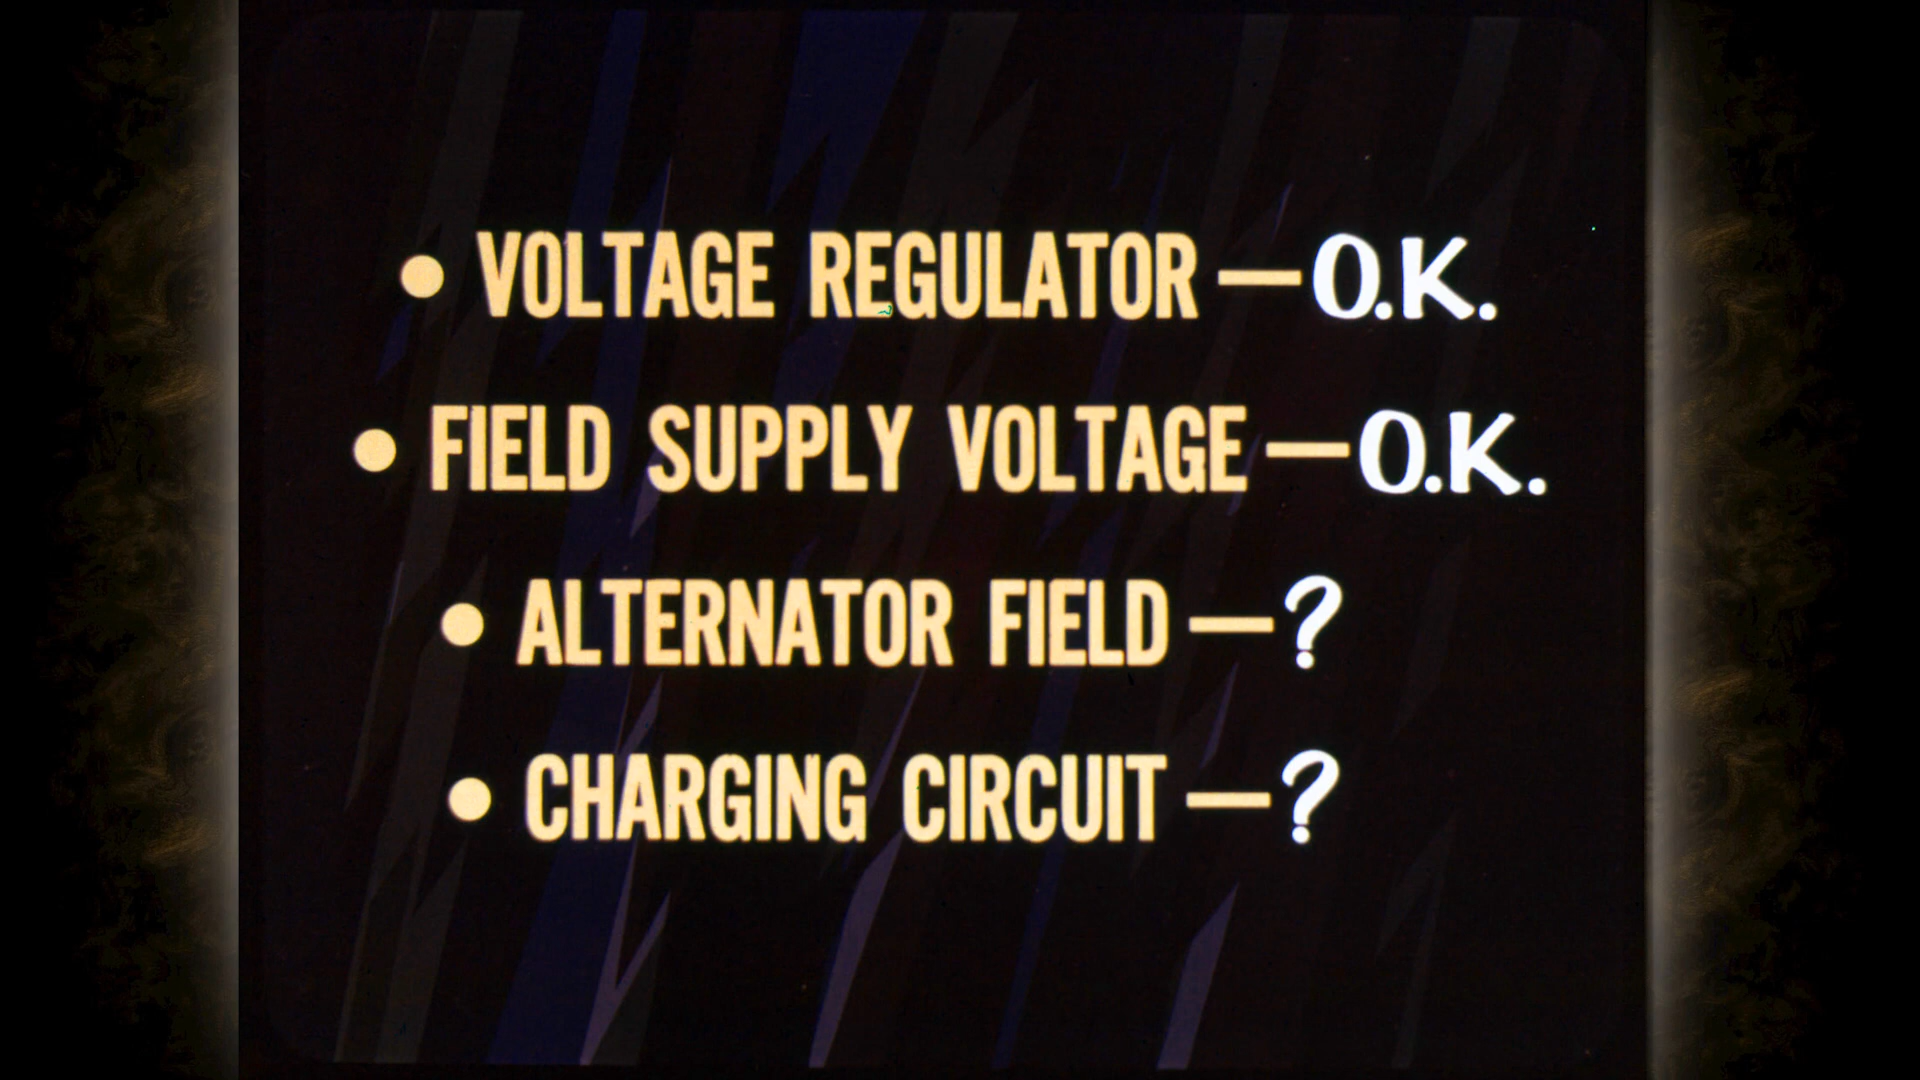 • VOLTAGE REGULATOR — O.K.
• FIELD SUPPLY VOLTAGE — O.K.
• ALTERNATOR FIELD — ?
• CHARGING CIRCUIT — ?